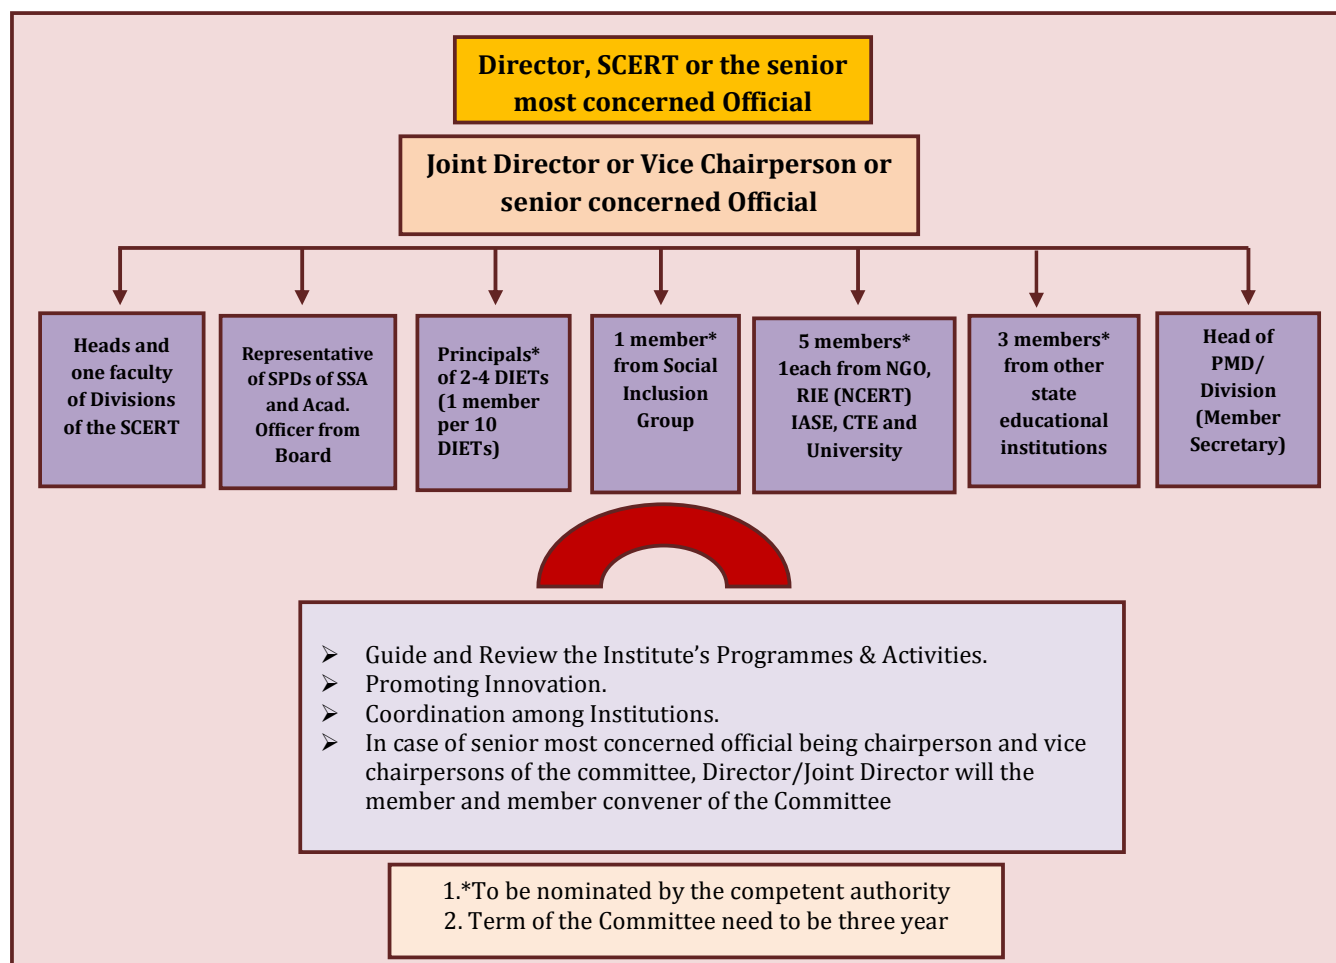 Director, SCERT or the senior
most concerned Official
Joint Director or Vice Chairperson or
senior concerned Official
Heads and
one faculty
of Divisions
of the SCERT
Representative
of SPDs of SSA
and Acad.
Officer from
Board
Principals*
of 2-4 DIETs
(1 member
per 10
DIETs)
1 member*
from Social
Inclusion
Group
5 members*
1each from NGO,
RIE (NCERT)
IASE, CTE and
University
3 members*
from other
state
educational
institutions
Head of
PMD/
Division
(Member
Secretary)
➢ Guide and Review the Institute’s Programmes & Activities.
➢ Promoting Innovation.
➢ Coordination among Institutions.
➢ In case of senior most concerned official being chairperson and vice
chairpersons of the committee, Director/Joint Director will the
member and member convener of the Committee
1.*To be nominated by the competent authority
2. Term of the Committee need to be three year